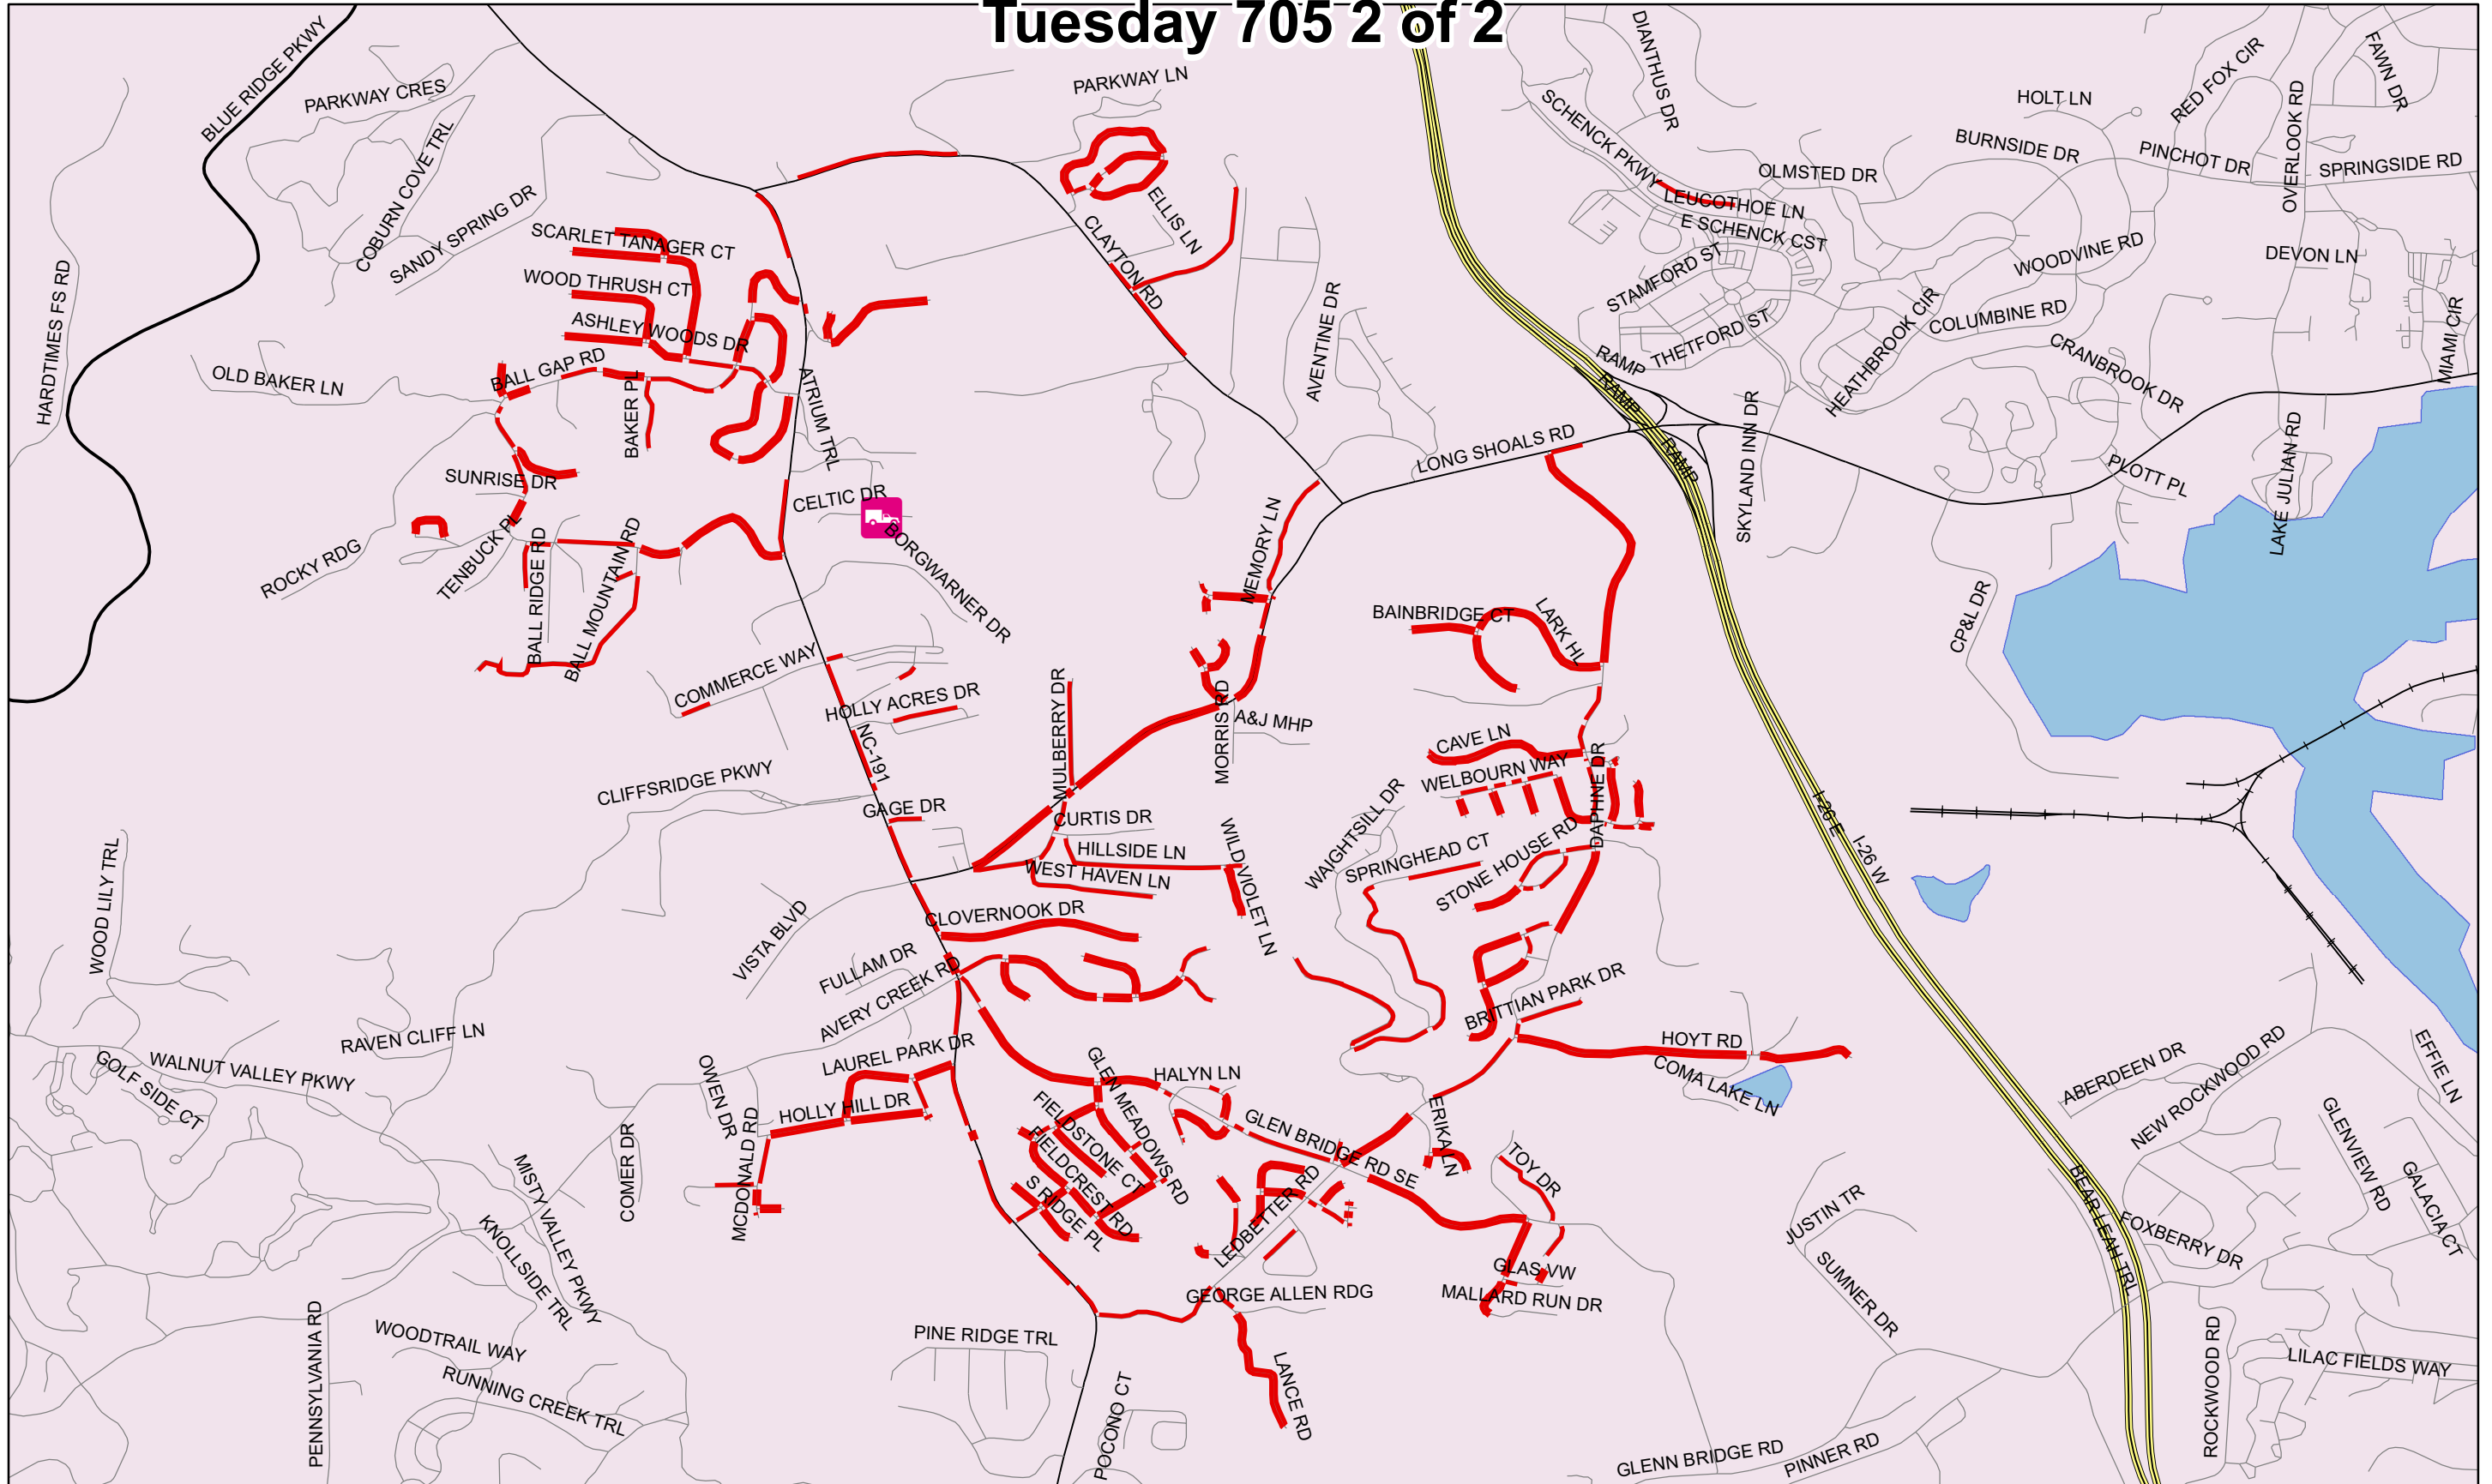 Tuesday 705 2 of 2
BLUE RIDGE PKWY
PARKWAY CRES
PARKWAY LN
DIANTHUS DR
HOLT LN
RED FOX CIR
FAWN DR
OVERLOOK RD
SCHENCK PKWY
OLMSTED DR
BURNSIDE DR
PINCHOT DR
SPRINGSIDE RD
COBURN COVE TRL
SANDY SPRING DR
ELLIS LN
CLAYTON RD
LEUCOTHOE LN
E SCHENCK CST
STAMFORD ST
WOODVINE RD
DEVON LN
SCARLET TANAGER CT
WOOD THRUSH CT
ASHLEY WOODS DR
HARDTIMES FS RD
AVENTINE DR
THETFORD ST
HEATHBROOK CIR
COLUMBINE RD
CRANBROOK DR
MIAMI CIR
RAMP
RAMP
RAMP
OLD BAKER LN
BALL GAP RD
BAKER PL
ATRIUM TRL
LONG SHOALS RD
SKYLAND INN DR
PLOTT PL
LAKE JULIAN RD
SUNRISE DR
CELTIC DR
ROCKY RDG
TENBUCK PL
BALL RIDGE RD
BALL MOUNTAIN RD
BORGWARNER DR
MEMORY LN
BAINBRIDGE CT
LARK HL
CP&L DR
COMMERCE WAY
HOLLY ACRES DR
NC-191
MULBERRY DR
MORRIS RD
A&J MHP
CAVE LN
WELBOURN WAY
DAPHNE DR
CLIFFSRIDGE PKWY
GAGE DR
CURTIS DR
HILLSIDE LN
WEST HAVEN LN
WILD VIOLET LN
WAIGHTSILL DR
SPRINGHEAD CT
STONE HOUSE RD
I-26 E
I-26 W
WOOD LILY TRL
VISTA BLVD
CLOVERNOOK DR
FULLAM DR
AVERY CREEK RD
BRITTIAN PARK DR
HOYT RD
COMA LAKE LN
RAVEN CLIFF LN
WALNUT VALLEY PKWY
GOLF SIDE CT
OWEN DR
LAUREL PARK DR
HOLLY HILL DR
MCDONALD RD
COMER DR
GLEN MEADOWS RD
HALYN LN
FIELDSTONE CT
FIELDCREST RD
S RIDGE PL
GLEN BRIDGE RD SE
ERIKA LN
TOY DR
LEDBETTER RD
ABERDEEN DR
NEW ROCKWOOD RD
EFFIE LN
GLENVIEW RD
GALACIA CT
MISTY VALLEY PKWY
KNOLLSIDE TRL
JUSTIN TR
SUMNER DR
BEAR LEAH TRL
FOXBERRY DR
GLAS VW
MALLARD RUN DR
GEORGE ALLEN RDG
PENNSYLVANIA RD
WOODTRAIL WAY
RUNNING CREEK TRL
PINE RIDGE TRL
POCONO CT
LANCE RD
ROCKWOOD RD
LILAC FIELDS WAY
GLENN BRIDGE RD
PINNER RD